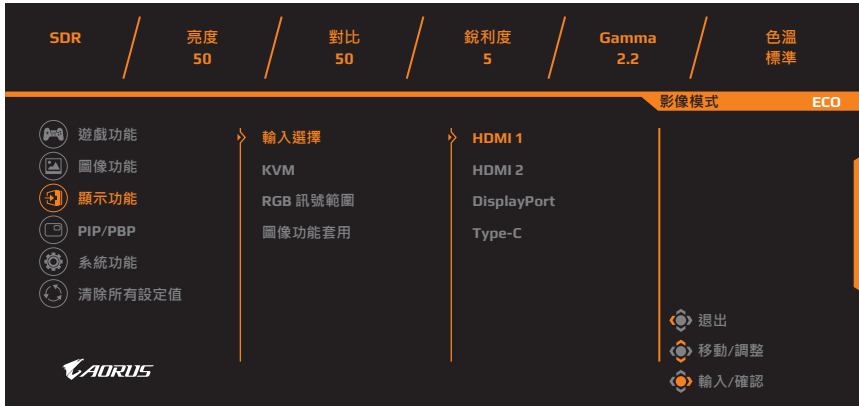 SDR 亮度 對比 銳利度 Gamma 色溫
50 50 5 2.2 標準
影像模式 ECO
遊戲功能 輸入選擇 HDMI 1
圖像功能 KVM HDMI 2
顯示功能 RGB 訊號範圍 DisplayPort
PIP/PBP 圖像功能套用 Type-C
系統功能
清除所有設定值
退出
移動/調整
AORUS
輸入/確認